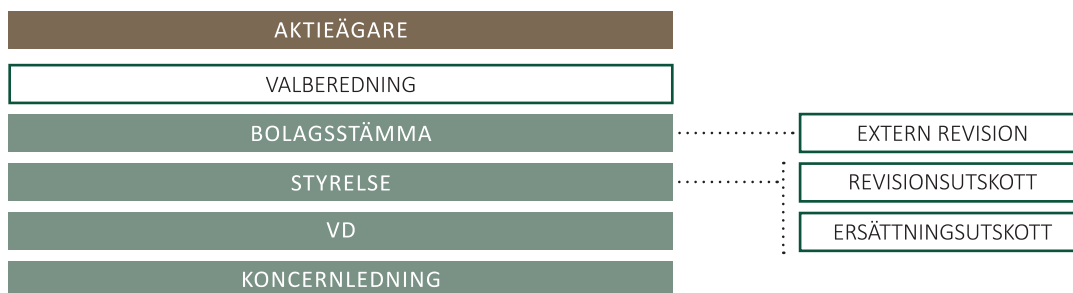 AKTIEÄGARE
VALBEREDNING
BOLAGSSTÄMMA
EXTERN REVISION
STYRELSE
REVISIONSUTSKOTT
VD
ERSÄTTNINGSUTSKOTT
KONCERNLEDNING